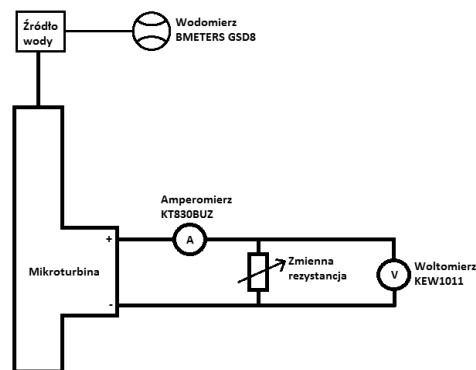 Źródło
wody
Wodomierz
BMETERS GSD8
Amperomierz
KT830BUZ
+
A
Mikroturbina
Zmienna
rezystancja
V
Woltomierz
KEW1011
-